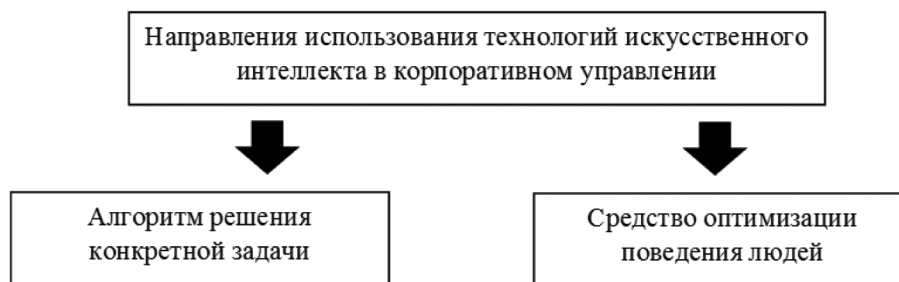 Направления использования технологий искусственного
интеллекта в корпоративном управлении
Алгоритм решения
конкретной задачи
Средство оптимизации
поведения людей